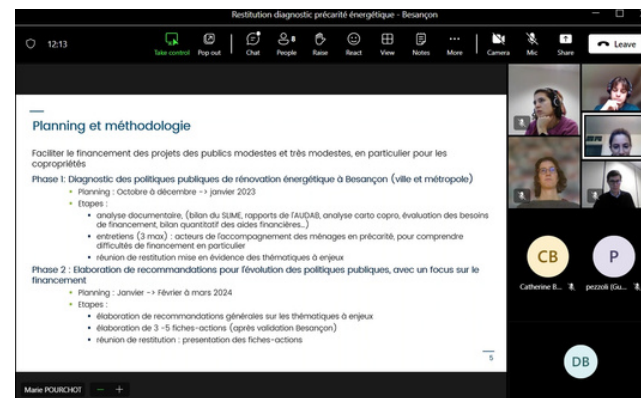 Restitution diagnostic précarité énergétique - Besançon
12:13
Take control
Pop out
Chat
People
8
Raise
React
View
Notes
More
Camera
Mic
Share
Leave
Planning et méthodologie
Faciliter le financement des projets des publics modestes et très modestes, en particulier pour les
copropriétés
Phase 1: Diagnostic des politiques publiques de rénovation énergétique à Besançon (ville et métropole)
Planning : Octobre à décembre -> janvier 2023
Etapes :
analyse documentaire, (bilan du SLIME, rapports de l'AUDAB, analyse carto copro, évaluation des besoins
de financement, bilan quantitatif des aides financières...)
entretiens (3 max) : acteurs de l'accompagnement des ménages en précarité, pour comprendre
difficultés de financement en particulier
réunion de restitution mise en évidence des thématiques à enjeux
Phase 2 : Elaboration de recommandations pour l'évolution des politiques publiques, avec un focus sur le
financement
Planning : Janvier -> Février à mars 2024
Etapes :
élaboration de recommandations générales sur les thématiques à enjeux
élaboration de 3 -5 fiches-actions (après validation Besançon)
réunion de restitution : presentation des fiches-actions
5
CB
P
Catherine B...
pezzoli (Gu...
DB
Marie POURCHOT